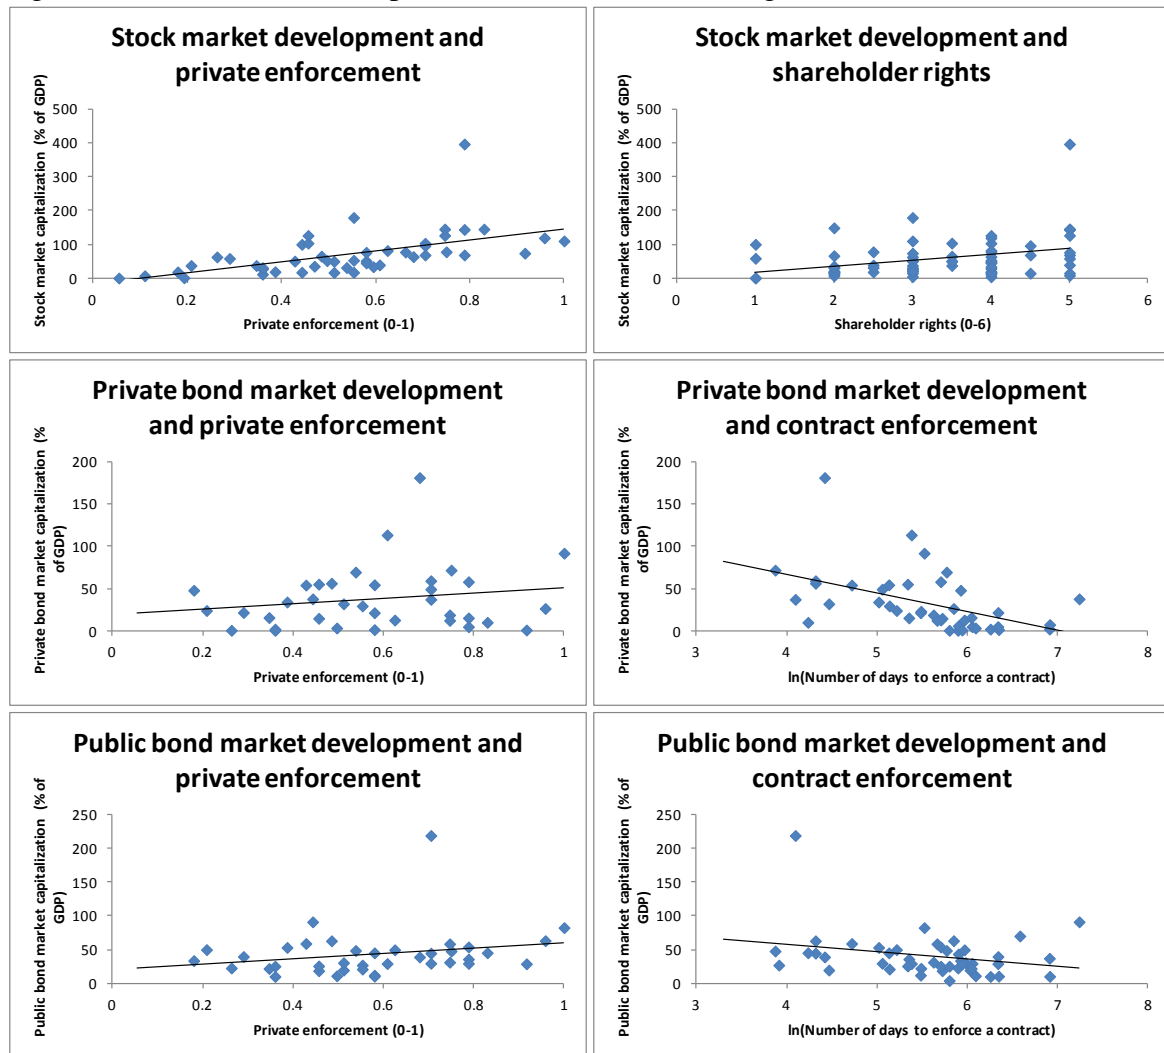 Stock market development and
private enforcement
Stock market capitalization (% of GDP)
500
400
300
200
100
0
0 0.2 0.4 0.6 0.8 1
Private enforcement (0-1)
Stock market development and
shareholder rights
Stock market capitalization (% of GDP)
500
400
300
200
100
0
0 1 2 3 4 5 6
Shareholder rights (0-6)
Private bond market development
and private enforcement
Private bond market capitalization (%
of GDP)
200
150
100
50
0
0 0.2 0.4 0.6 0.8 1
Private enforcement (0-1)
Private bond market development
and contract enforcement
Private bond market capitalization (%
of GDP)
200
150
100
50
0
3 4 5 6 7 8
ln(Number of days to enforce a contract)
Public bond market development and
private enforcement
Public bond market capitalization (% of
GDP)
250
200
150
100
50
0
0 0.2 0.4 0.6 0.8 1
Private enforcement (0-1)
Public bond market development and
contract enforcement
Public bond market capitalization (% of
GDP)
250
200
150
100
50
0
3 4 5 6 7 8
ln(Number of days to enforce a contract)